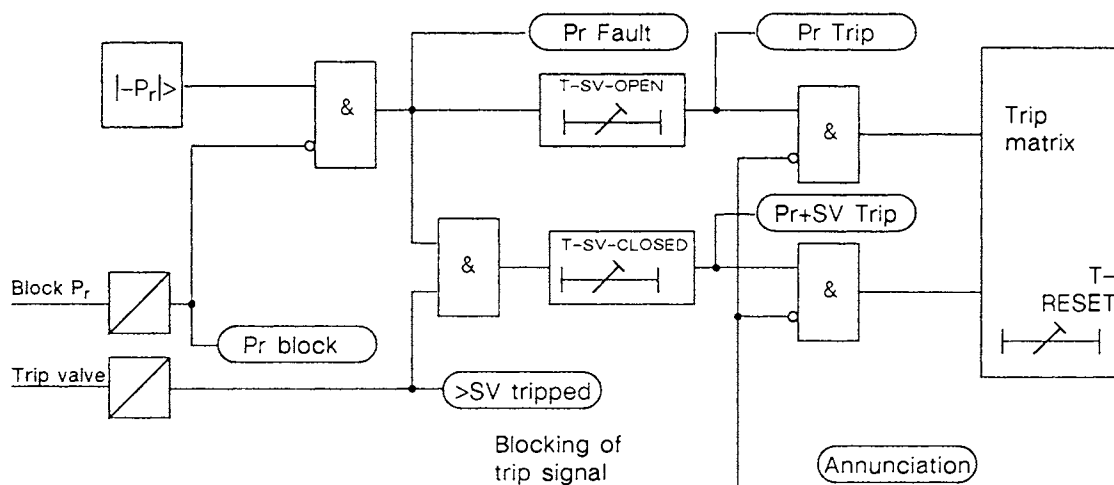 Pr Fault
Pr Trip
|-Pr|>
&
T-SV-OPEN
&
Trip
matrix
Pr+SV Trip
&
T-SV-CLOSED
&
T-
RESET
Block Pr
Pr block
Trip valve
>SV tripped
Blocking of
trip signal
Annunciation